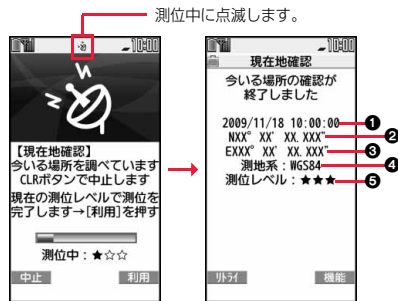 測位中に点滅します。
10:00
【現在地確認】
今いる場所を調べています
CLRボタンで中止します
現在の測位レベルで測位を
完了します→[利用]を押す
測位中：★☆☆
中止 利用
10:00
現在地確認
今いる場所の確認が
終了しました
2009/11/18 10:00:00 ❶
NXX° XX' XX.XXX" ❷
EXXX° XX' XX.XXX" ❸
測地系：WGS84 ❹
測位レベル：★★★ ❺
ﾘﾄﾗｲ 機能